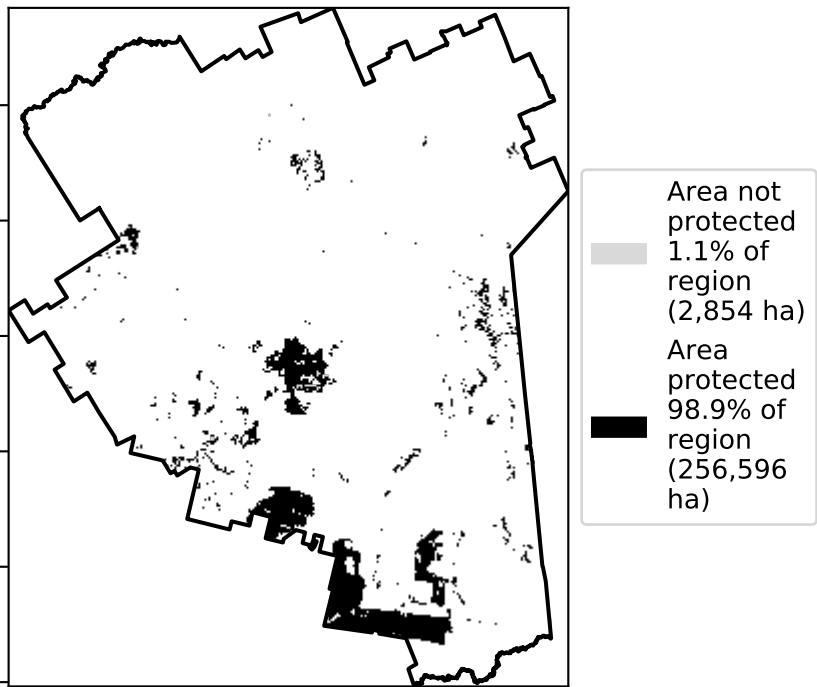 Area not
protected
1.1% of
region
(2,854 ha)
Area
protected
98.9% of
region
(256,596
ha)